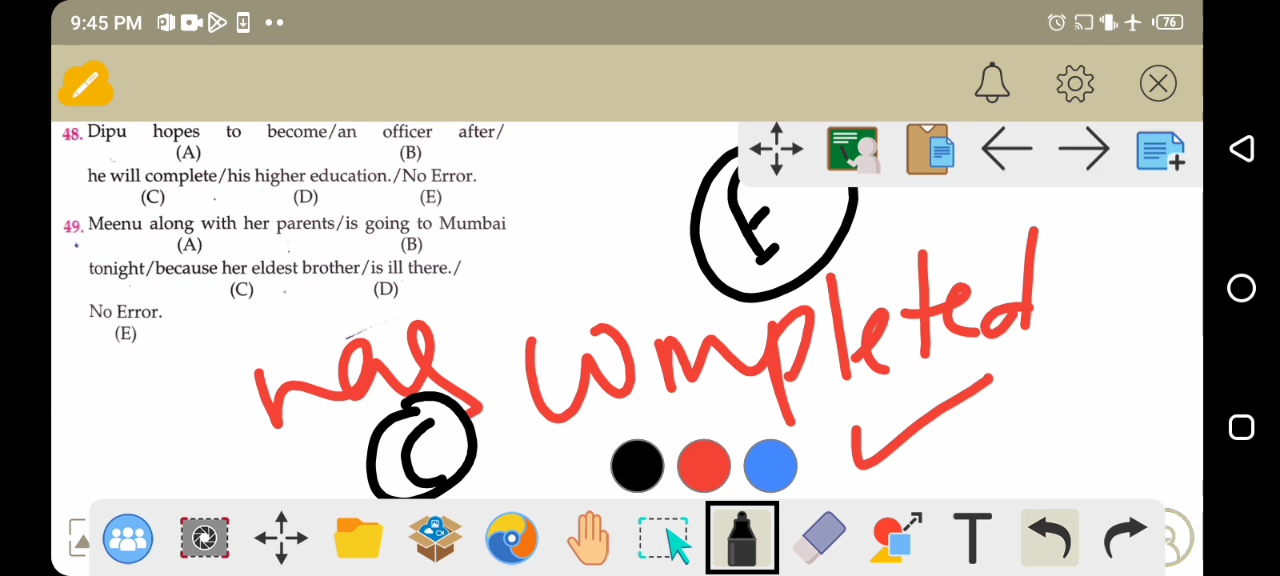 9:45 PM
76
48. Dipu hopes to become/an officer after/
(A) (B)
he will complete/his higher education./No Error.
(C) (D) (E)
49. Meenu along with her parents/is going to Mumbai
(A) (B)
tonight/because her eldest brother/is ill there./
(C) (D)
No Error.
(E)
E
has completed
C
T